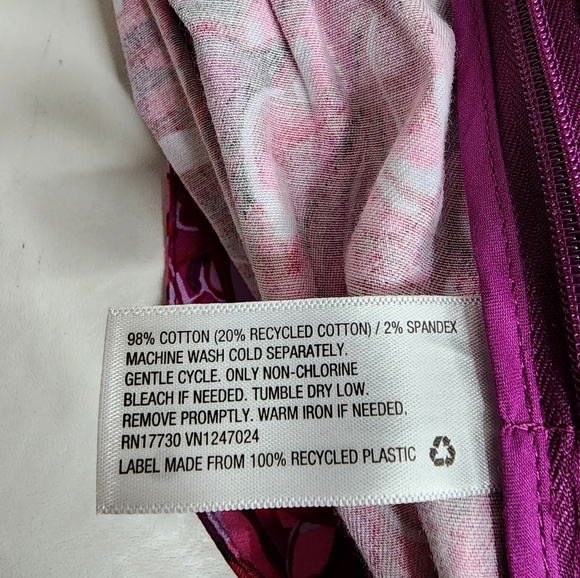 98% COTTON (20% RECYCLED COTTON) / 2% SPANDEX
MACHINE WASH COLD SEPARATELY.
GENTLE CYCLE. ONLY NON-CHLORINE
BLEACH IF NEEDED. TUMBLE DRY LOW.
REMOVE PROMPTLY. WARM IRON IF NEEDED.
RN17730 VN1247024
LABEL MADE FROM 100% RECYCLED PLASTIC